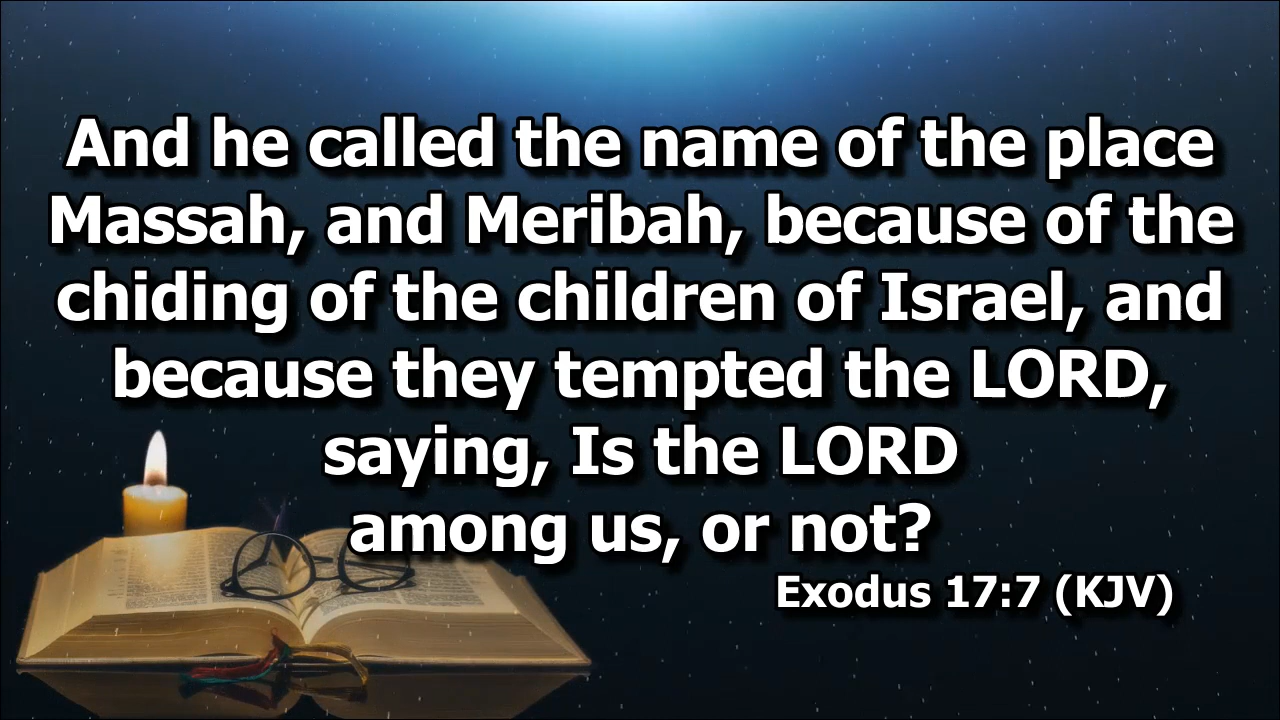 And he called the name of the place
Massah, and Meribah, because of the
chiding of the children of Israel, and
because they tempted the LORD,
saying, Is the LORD
among us, or not?
Exodus 17:7 (KJV)